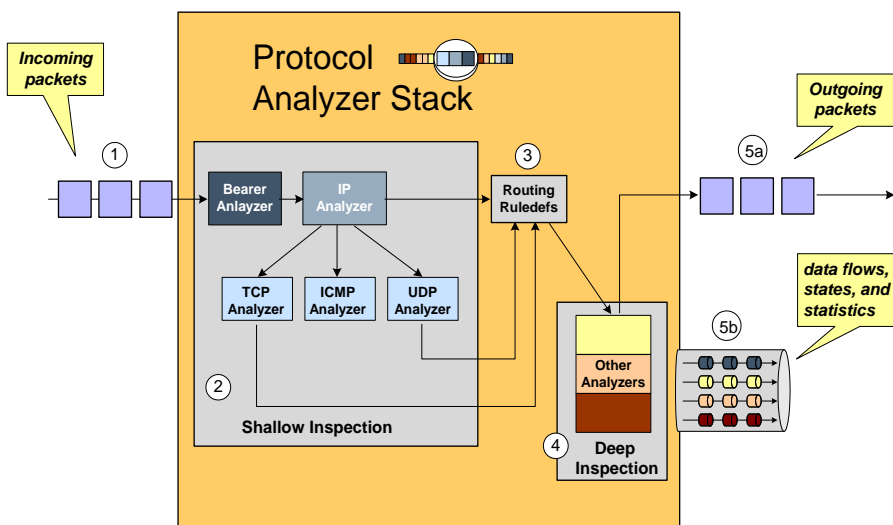 Protocol
Analyzer Stack
Incoming
packets
1
Outgoing
packets
5a
3
Bearer
Anlayzer
IP
Analyzer
Routing
Ruledefs
TCP
Analyzer
ICMP
Analyzer
UDP
Analyzer
data flows,
states, and
statistics
5b
Other
Analyzers
2
Shallow Inspection
4
Deep
Inspection